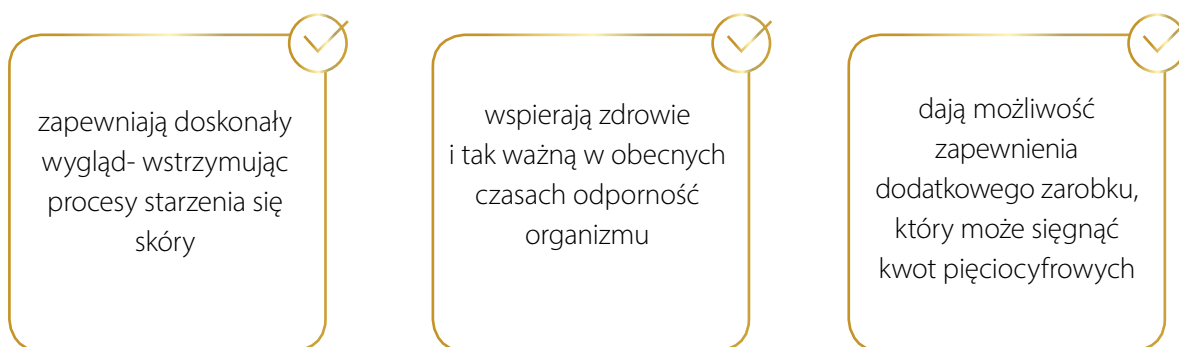 zapewniają doskonały
wygląd- wstrzymując
procesy starzenia się
skóry
wspierają zdrowie
i tak ważną w obecnych
czasach odporność
organizmu
dają możliwość
zapewnienia
dodatkowego zarobku,
który może sięgnąć
kwot pięciocyfrowych